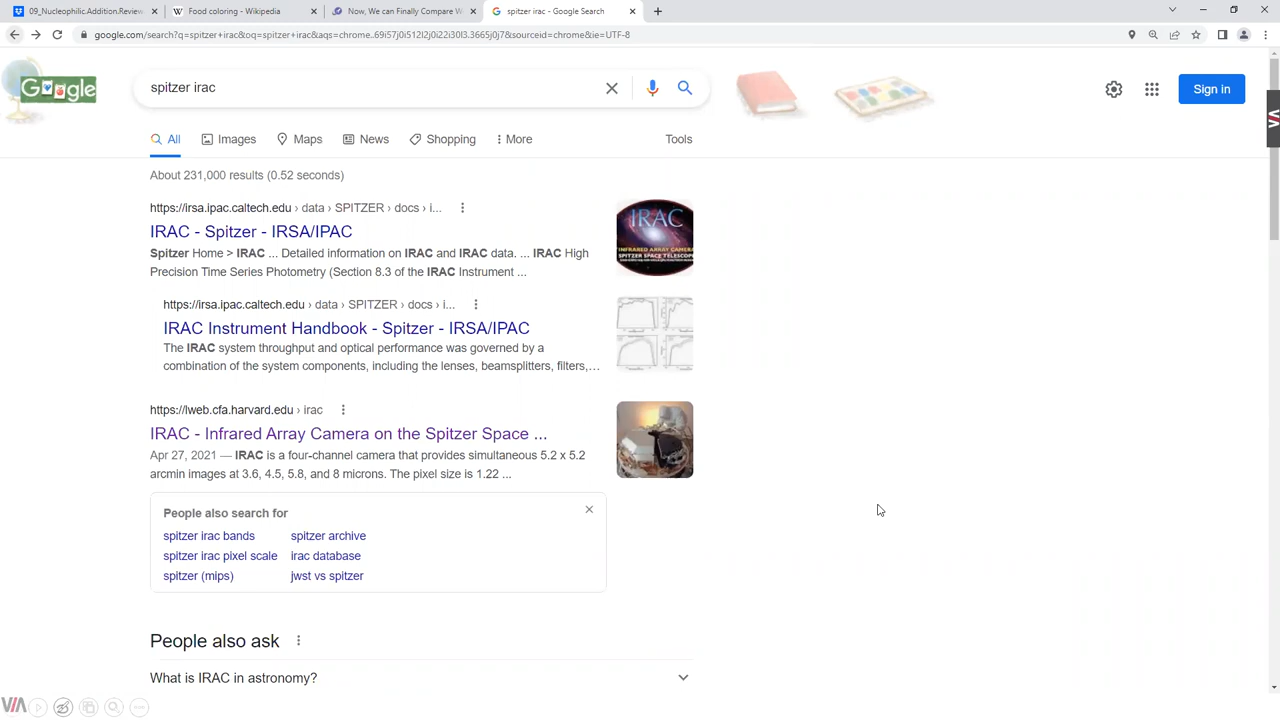 09_Nucleophilic.Addition.Review
Food coloring - Wikipedia
Now, We can Finally Compare W
spitzer irac - Google Search
google.com/search?q=spitzer+irac&oq=spitzer+irac&aqs=chrome..69i57j0i512l2j0i22i30l3.3665j0j7&sourceid=chrome&ie=UTF-8
Google
spitzer irac
Sign in
All
Images
Maps
News
Shopping
More
Tools
About 231,000 results (0.52 seconds)
https://irsa.ipac.caltech.edu › data › SPITZER › docs › i...
IRAC - Spitzer - IRSA/IPAC
Spitzer Home > IRAC ... Detailed information on IRAC and IRAC data. ... IRAC High
Precision Time Series Photometry (Section 8.3 of the IRAC Instrument ...
IRAC
INFRARED ARRAY CAMERA
SPITZER SPACE TELESCOPE
https://irsa.ipac.caltech.edu › data › SPITZER › docs › i...
IRAC Instrument Handbook - Spitzer - IRSA/IPAC
The IRAC system throughput and optical performance was governed by a
combination of the system components, including the lenses, beamsplitters, filters,...
https://lweb.cfa.harvard.edu › irac
IRAC - Infrared Array Camera on the Spitzer Space ...
Apr 27, 2021 — IRAC is a four-channel camera that provides simultaneous 5.2 x 5.2
arcmin images at 3.6, 4.5, 5.8, and 8 microns. The pixel size is 1.22 ...
People also search for
spitzer irac bands
spitzer archive
spitzer irac pixel scale
irac database
spitzer (mips)
jwst vs spitzer
People also ask
What is IRAC in astronomy?
VIA